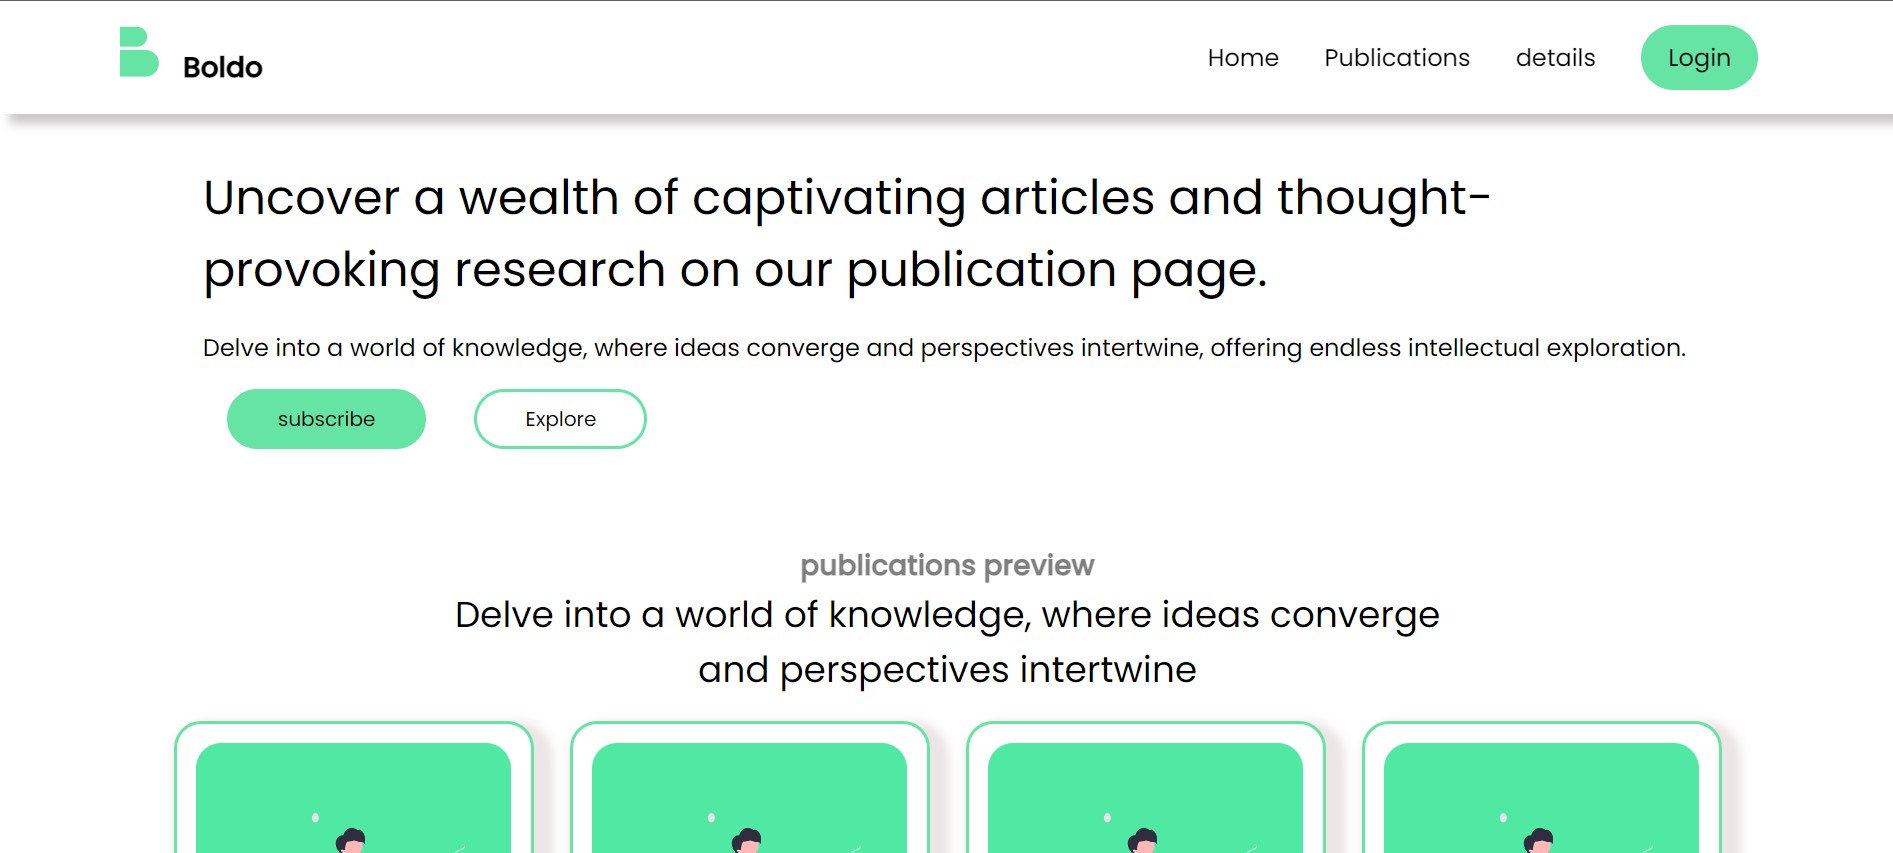 Boldo
Home Publications details Login
Uncover a wealth of captivating articles and thought-
provoking research on our publication page.
Delve into a world of knowledge, where ideas converge and perspectives intertwine, offering endless intellectual exploration.
subscribe Explore
publications preview
Delve into a world of knowledge, where ideas converge
and perspectives intertwine